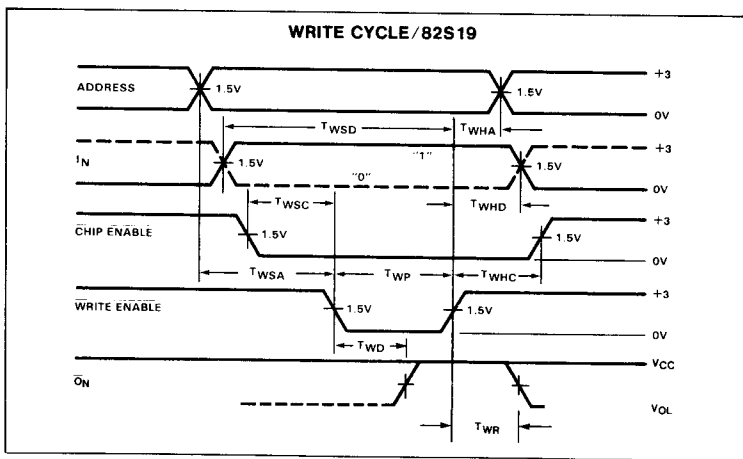 WRITE CYCLE/82S19
ADDRESS 1.5V 1.5V +3
0V
TWSD TWHA
IN 1.5V "1" 1.5V +3
"0" 0V
TWSC TWHD
CHIP ENABLE 1.5V 1.5V +3
0V
TWSA TWP TWHC
WRITE ENABLE 1.5V 1.5V +3
0V
TWD
ON VCC
VOL
TWR